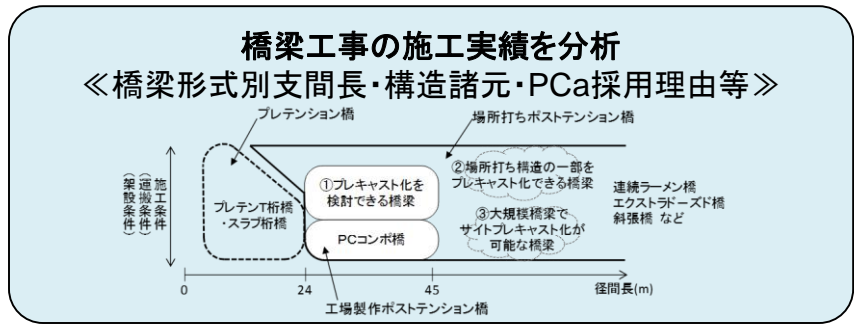 橋梁工事の施工実績を分析
≪橋梁形式別支間長・構造諸元・PCa採用理由等≫
プレテンション橋
場所打ちポストテンション橋
施工条件
(運搬条件)
(架設条件)
プレテンT桁橋
・スラブ桁橋
①プレキャスト化を
検討できる橋梁
PCコンポ橋
②場所打ち構造の一部を
プレキャスト化できる橋梁
③大規模橋梁で
サイトプレキャスト化が
可能な橋梁
連続ラーメン橋
エクストラドーズド橋
斜張橋 など
0
24
45
径間長(m)
工場製作ポストテンション橋